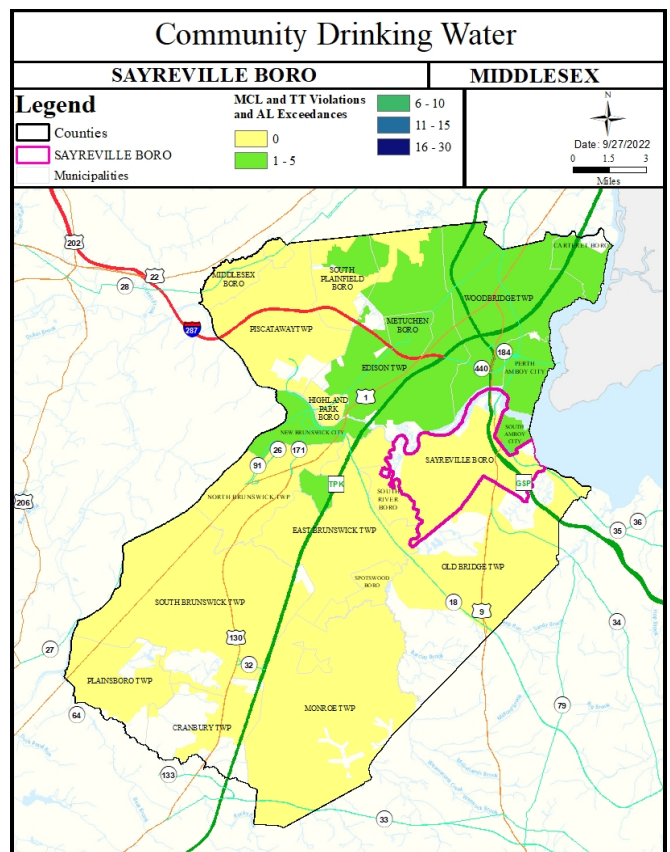 Community Drinking Water
SAYREVILLE BORO
MIDDLESEX
Legend
Counties
SAYREVILLE BORO
Municipalities
MCL and TT Violations
and AL Exceedances
0
1 - 5
6 - 10
11 - 15
16 - 30
N
Date: 9/27/2022
0 1.5 3
Miles
202
22
28
287
CARTERET BORO
MIDDLESEX
BORO
SOUTH
PLAINFIELD
BORO
WOODBRIDGE TWP
METUCHEN
BORO
PISCATAWAY TWP
EDISON TWP
184
440
PERTH
AMBOY CITY
1
HIGHLAND
PARK
BORO
NEW BRUNSWICK CITY
SOUTH
AMBOY
CITY
26
171
91
SAYREVILLE BORO
TPK
GSP
206
NORTH BRUNSWICK TWP
SOUTH
RIVER
BORO
EAST BRUNSWICK TWP
36
35
OLD BRIDGE TWP
SPOTSWOOD
BORO
SOUTH BRUNSWICK TWP
18
9
34
130
27
32
PLAINSBORO TWP
64
CRANBURY TWP
MONROE TWP
79
133
33